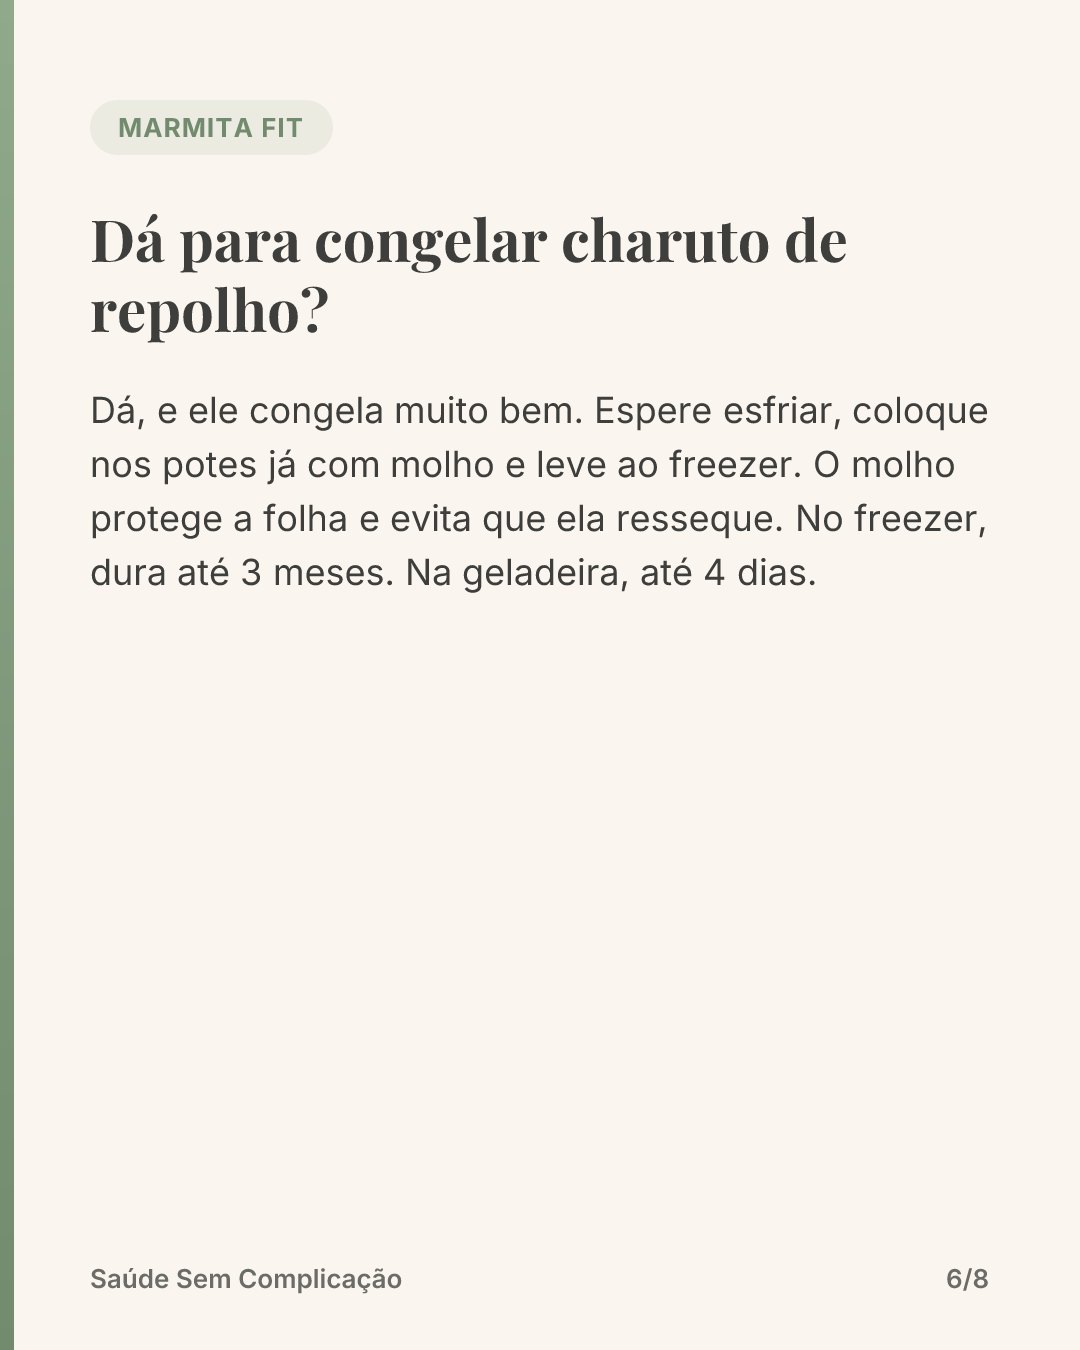 MARMITA FIT
Dá para congelar charuto de
repolho?
Dá, e ele congela muito bem. Espere esfriar, coloque
nos potes já com molho e leve ao freezer. O molho
protege a folha e evita que ela resseque. No freezer,
dura até 3 meses. Na geladeira, até 4 dias.
Saúde Sem Complicação
6/8